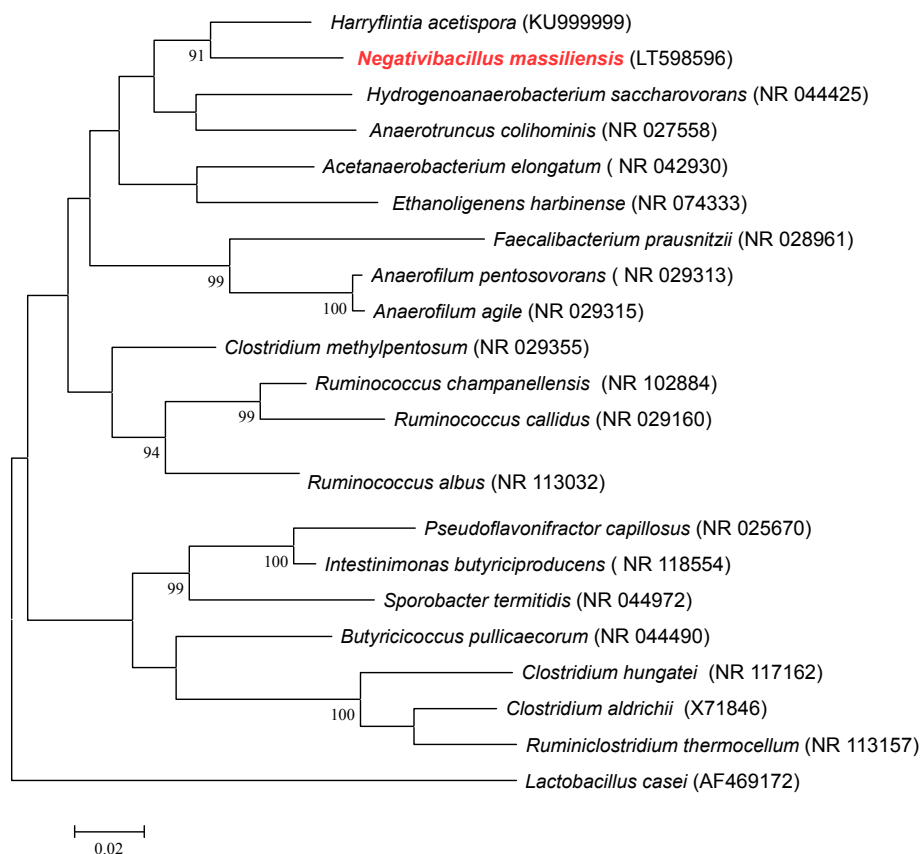 Harryflintia acetispora (KU999999)
91
Negativibacillus massiliensis (LT598596)
Hydrogenoanaerobacterium saccharovorans (NR 044425)
Anaerotruncus colihominis (NR 027558)
Acetanaerobacterium elongatum ( NR 042930)
Ethanoligenens harbinense (NR 074333)
Faecalibacterium prausnitzii (NR 028961)
99
Anaerofilum pentosovorans ( NR 029313)
100
Anaerofilum agile (NR 029315)
Clostridium methylpentosum (NR 029355)
Ruminococcus champanellensis (NR 102884)
99
Ruminococcus callidus (NR 029160)
94
Ruminococcus albus (NR 113032)
Pseudoflavonifractor capillosus (NR 025670)
100
Intestinimonas butyriciproducens ( NR 118554)
99
Sporobacter termitidis (NR 044972)
Butyricicoccus pullicaecorum (NR 044490)
Clostridium hungatei (NR 117162)
100
Clostridium aldrichii (X71846)
Ruminiclostridium thermocellum (NR 113157)
Lactobacillus casei (AF469172)
0.02